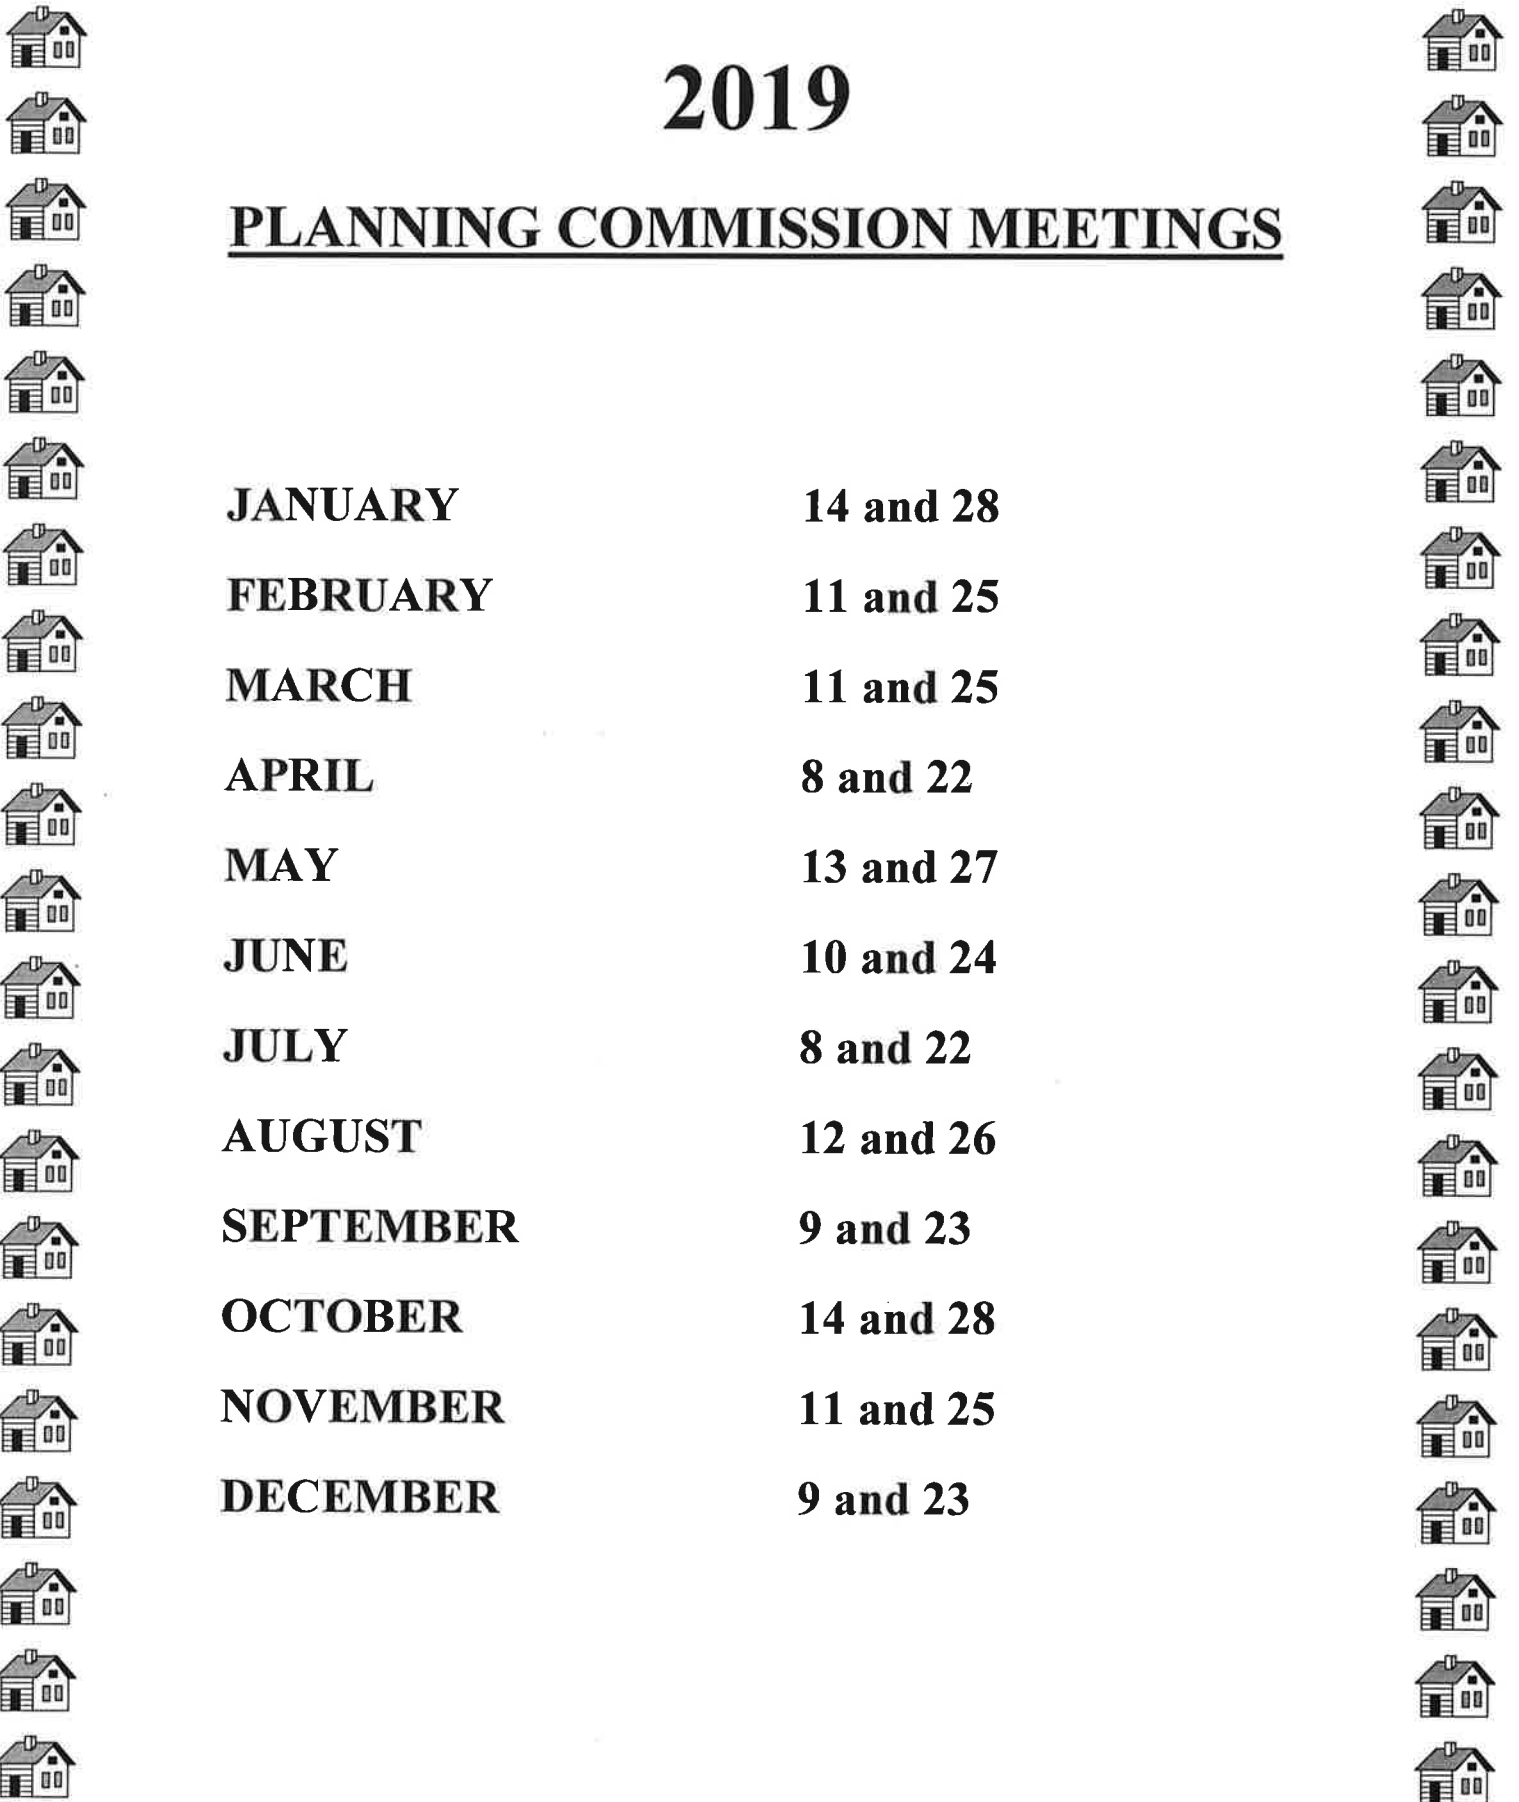 2019
PLANNING COMMISSION MEETINGS
JANUARY 14 and 28
FEBRUARY 11 and 25
MARCH 11 and 25
APRIL 8 and 22
MAY 13 and 27
JUNE 10 and 24
JULY 8 and 22
AUGUST 12 and 26
SEPTEMBER 9 and 23
OCTOBER 14 and 28
NOVEMBER 11 and 25
DECEMBER 9 and 23